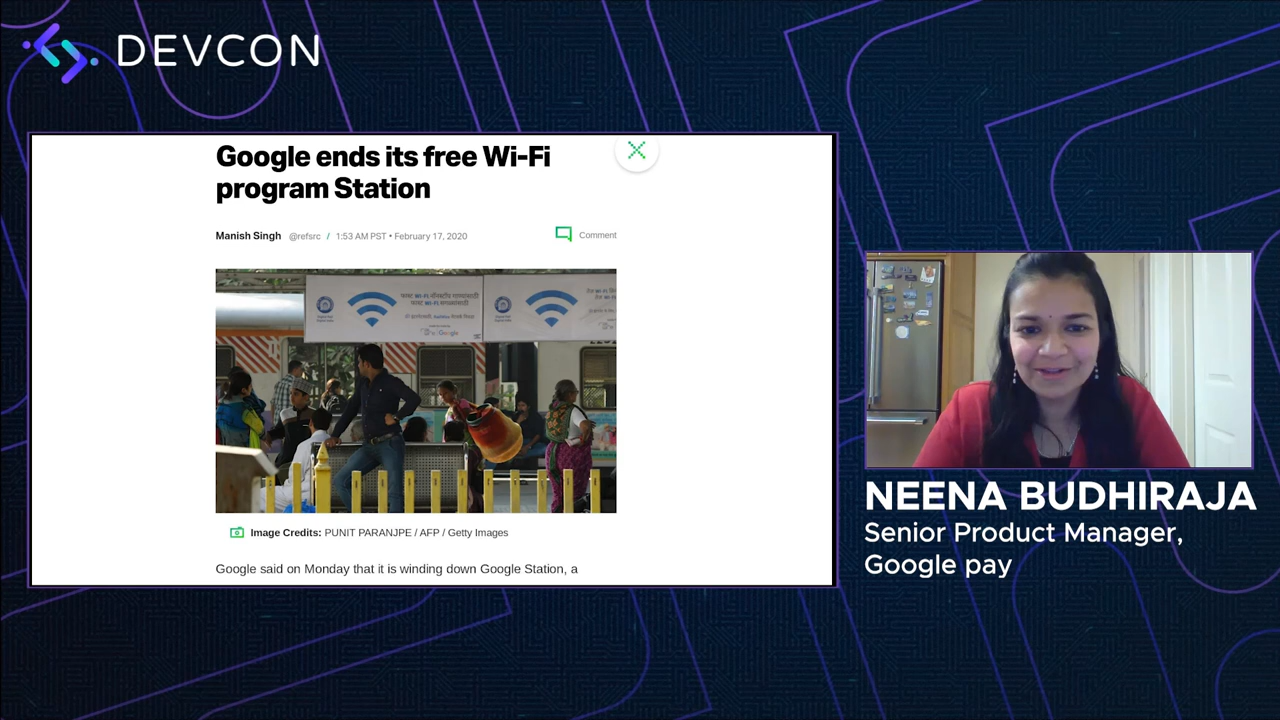 DEVCON
Google ends its free Wi-Fi
program Station
Manish Singh @refsrc / 1:53 AM PST • February 17, 2020
Comment
Google
Image Credits: PUNIT PARANJPE / AFP / Getty Images
Google said on Monday that it is winding down Google Station, a
NEENA BUDHIRAJA
Senior Product Manager,
Google pay